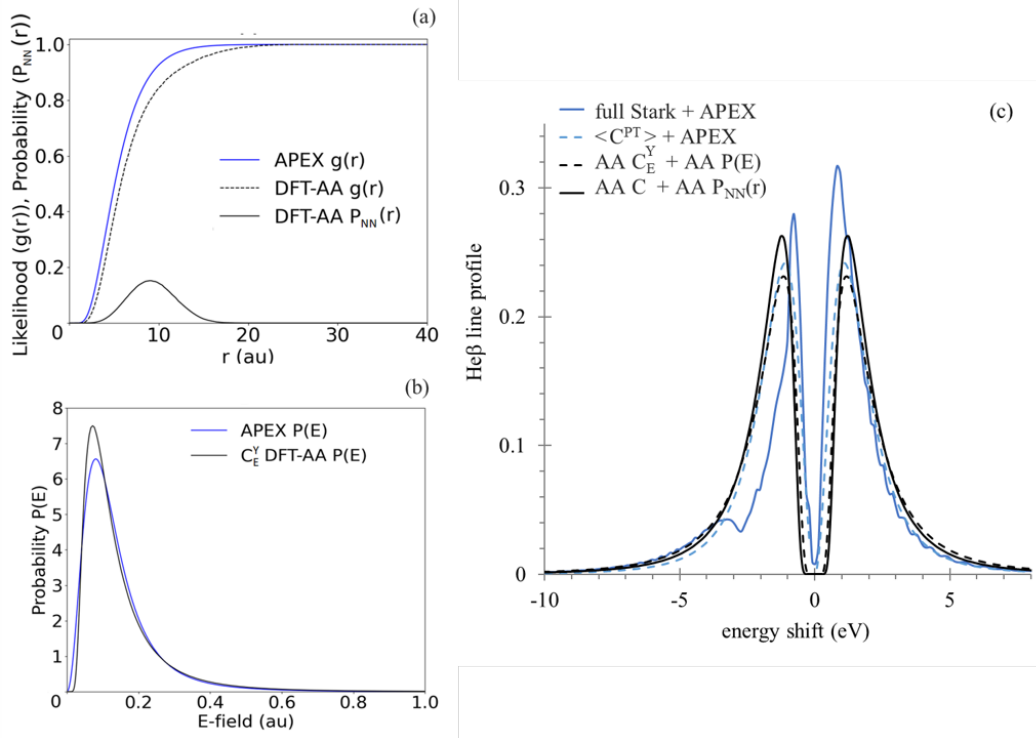 (a)
Likelihood (g(r)), Probability (P_NN(r))
1.0
0.8
0.6
0.4
0.2
0
10
20
30
40
r (au)
APEX g(r)
DFT-AA g(r)
DFT-AA P_NN(r)
(b)
Probability P(E)
8
7
6
5
4
3
2
1
0
0.2
0.4
0.6
0.8
1.0
E-field (au)
APEX P(E)
C_E^Y DFT-AA P(E)
(c)
full Stark + APEX
<C^PT> + APEX
AA C_E^Y + AA P(E)
AA C + AA P_NN(r)
Heβ line profile
0.3
0.2
0.1
0
-10
-5
0
5
energy shift (eV)